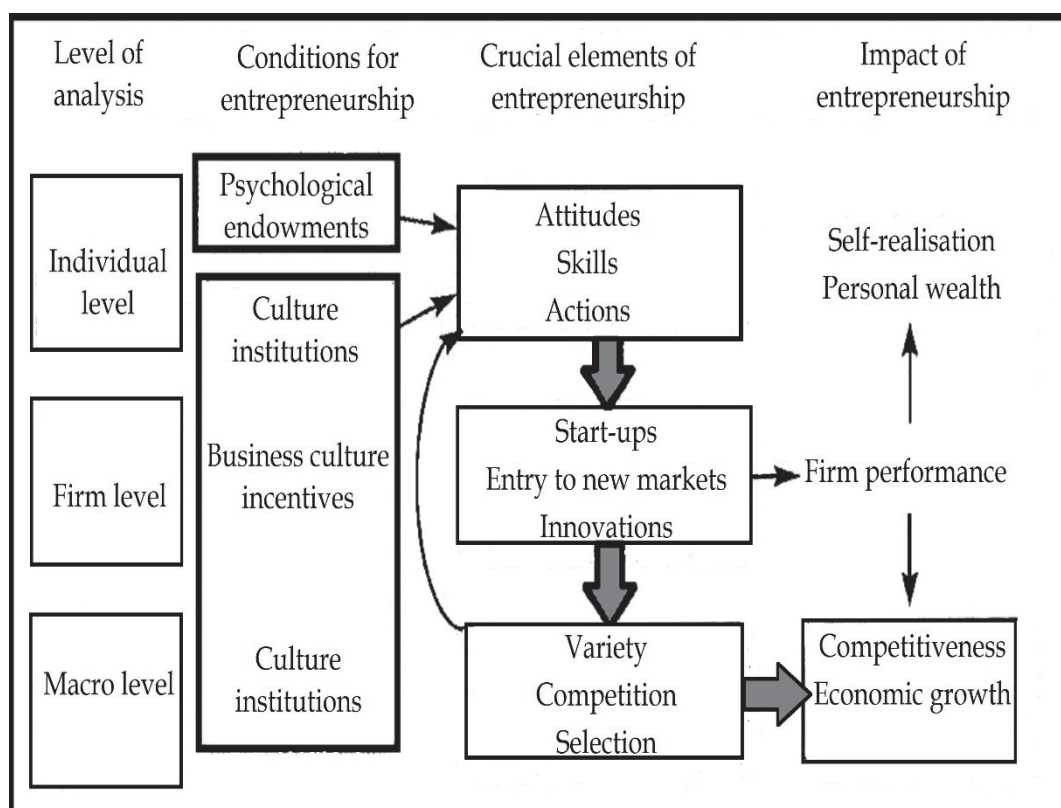 Level of
analysis
Conditions for
entrepreneurship
Crucial elements of
entrepreneurship
Impact of
entrepreneurship
Individual
level
Psychological
endowments
Culture
institutions
Attitudes
Skills
Actions
Self-realisation
Personal wealth
Firm level
Business culture
incentives
Start-ups
Entry to new markets
Innovations
Firm performance
Macro level
Culture
institutions
Variety
Competition
Selection
Competitiveness
Economic growth